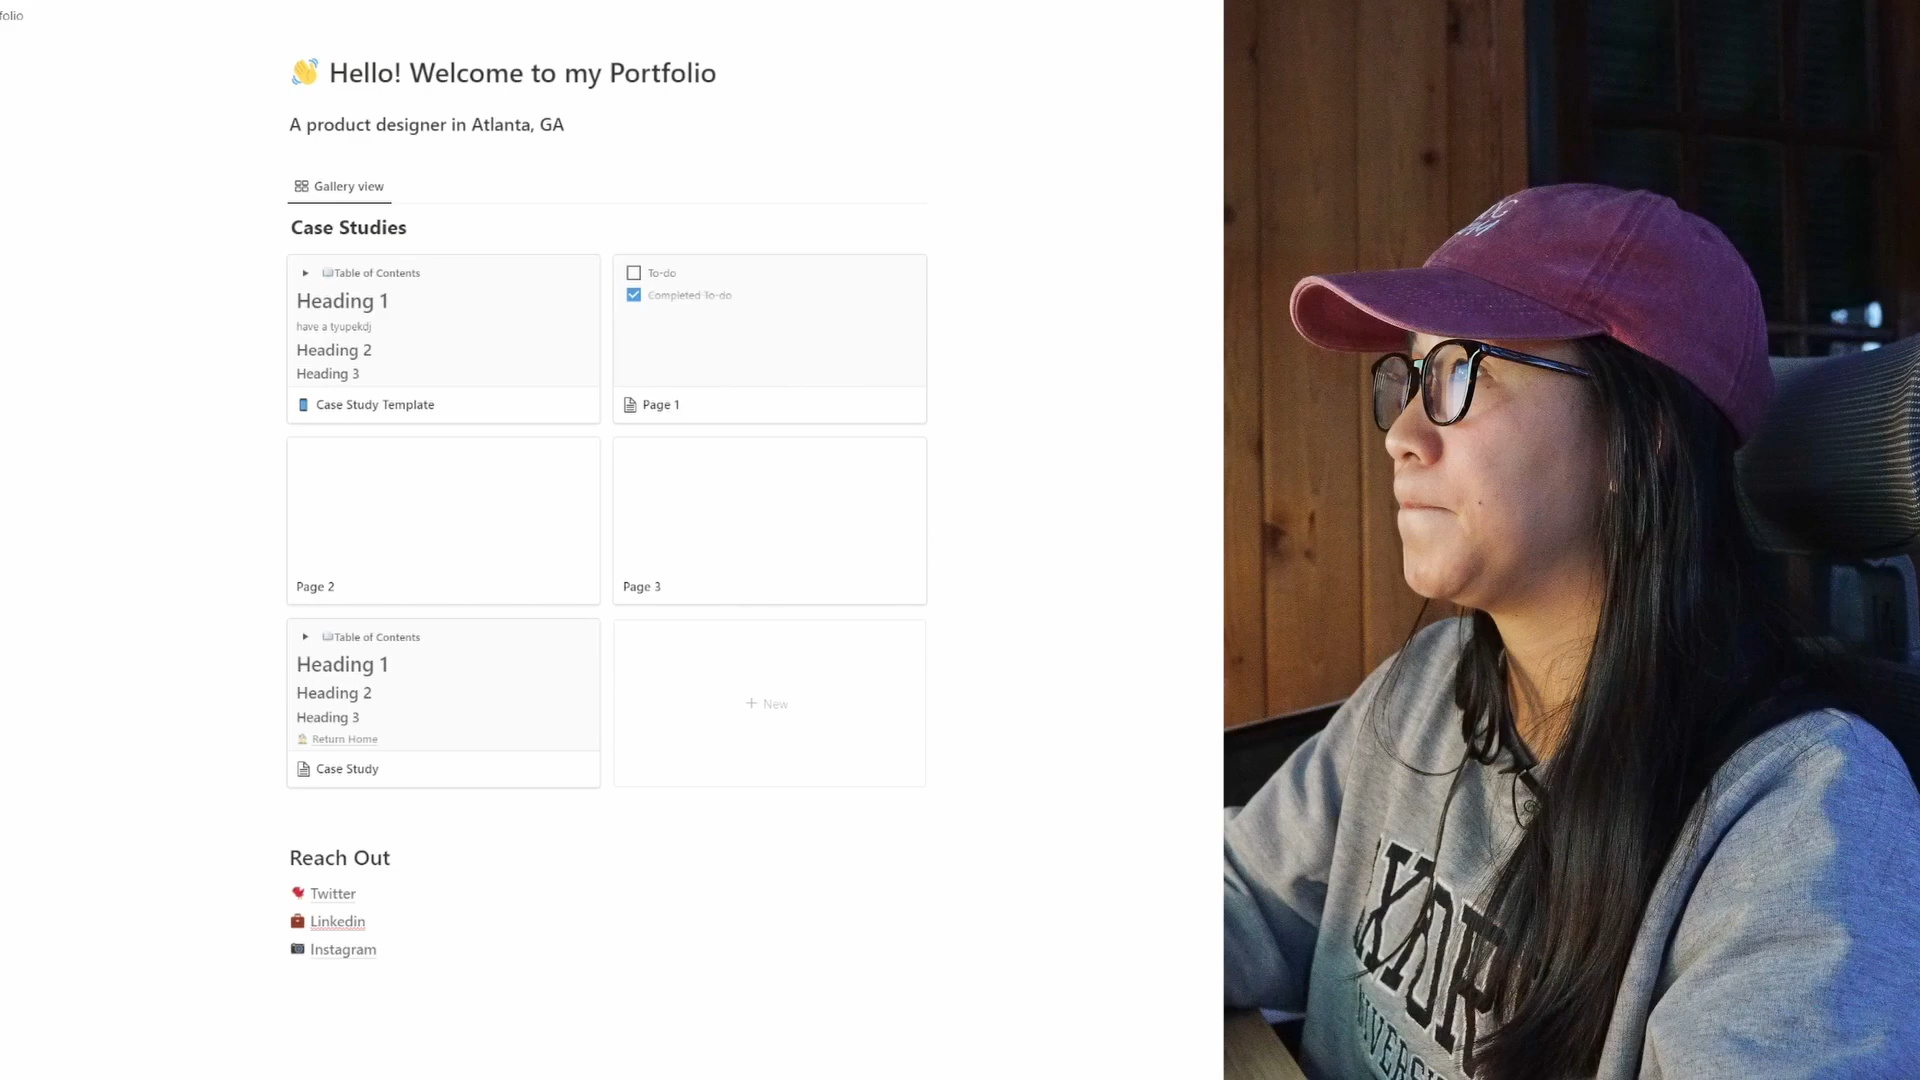 folio
👋 Hello! Welcome to my Portfolio
A product designer in Atlanta, GA
Gallery view
Case Studies
Table of Contents
Heading 1
have a tyupekdj
Heading 2
Heading 3
Case Study Template
To-do
Completed To-do
Page 1
Page 2
Page 3
Table of Contents
Heading 1
Heading 2
Heading 3
Return Home
Case Study
+ New
Reach Out
Twitter
Linkedin
Instagram